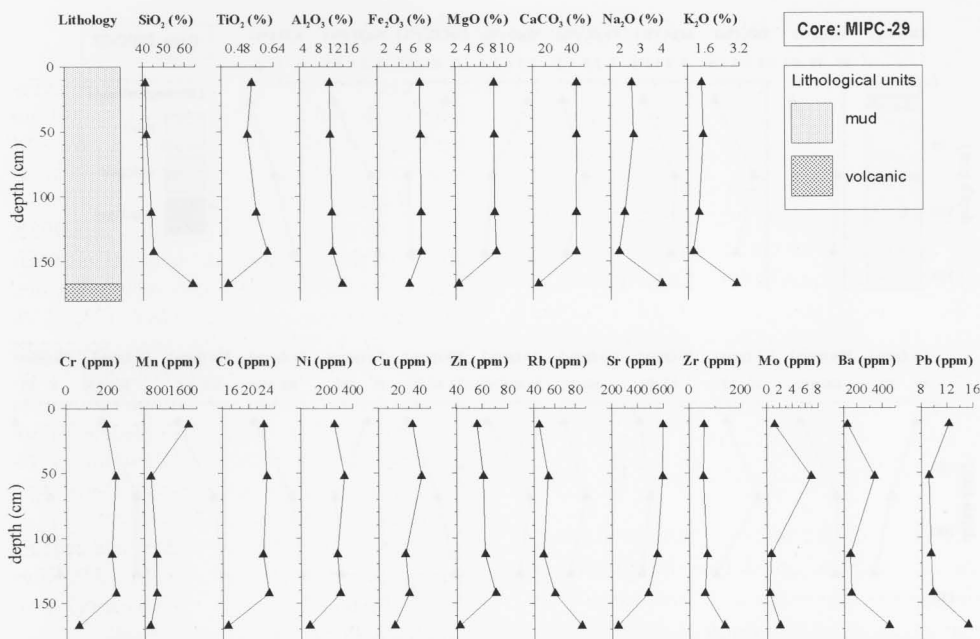 Lithology SiO₂ (%) TiO₂ (%) Al₂O₃ (%) Fe₂O₃ (%) MgO (%) CaCO₃ (%) Na₂O (%) K₂O (%)
40 50 60 0.48 0.64 4 8 12 16 2 4 6 8 2 4 6 8 10 20 40 2 3 4 1.6 3.2
Core: MIPC-29
Lithological units
mud
volcanic
depth (cm)
0
50
100
150
Cr (ppm) Mn (ppm) Co (ppm) Ni (ppm) Cu (ppm) Zn (ppm) Rb (ppm) Sr (ppm) Zr (ppm) Mo (ppm) Ba (ppm) Pb (ppm)
0 200 800 1600 16 20 24 200 400 20 40 40 60 80 40 60 80 200 400 600 0 200 0 2 4 6 8 200 400 8 12 16
depth (cm)
0
50
100
150